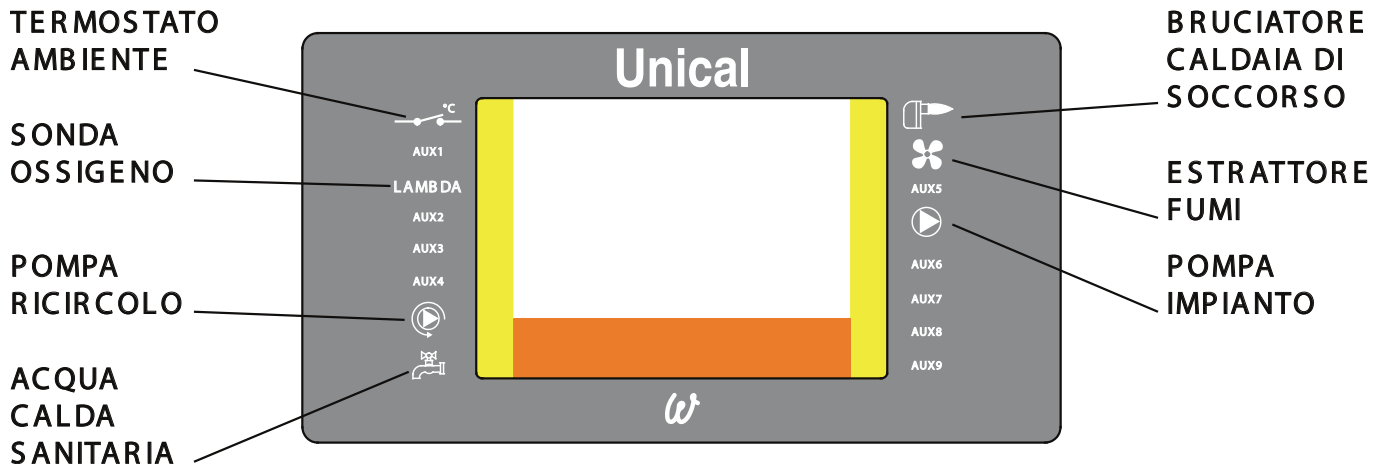 TERMOSTATO
AMBIENTE
SONDA
OSSIGENO
POMPA
RICIRCOLO
ACQUA
CALDA
SANITARIA
Unical
°C
AUX1
LAMBDA
AUX2
AUX3
AUX4
AUX5
AUX6
AUX7
AUX8
AUX9
BRUCIATORE
CALDAIA DI
SOCCORSO
ESTRATTORE
FUMI
POMPA
IMPIANTO